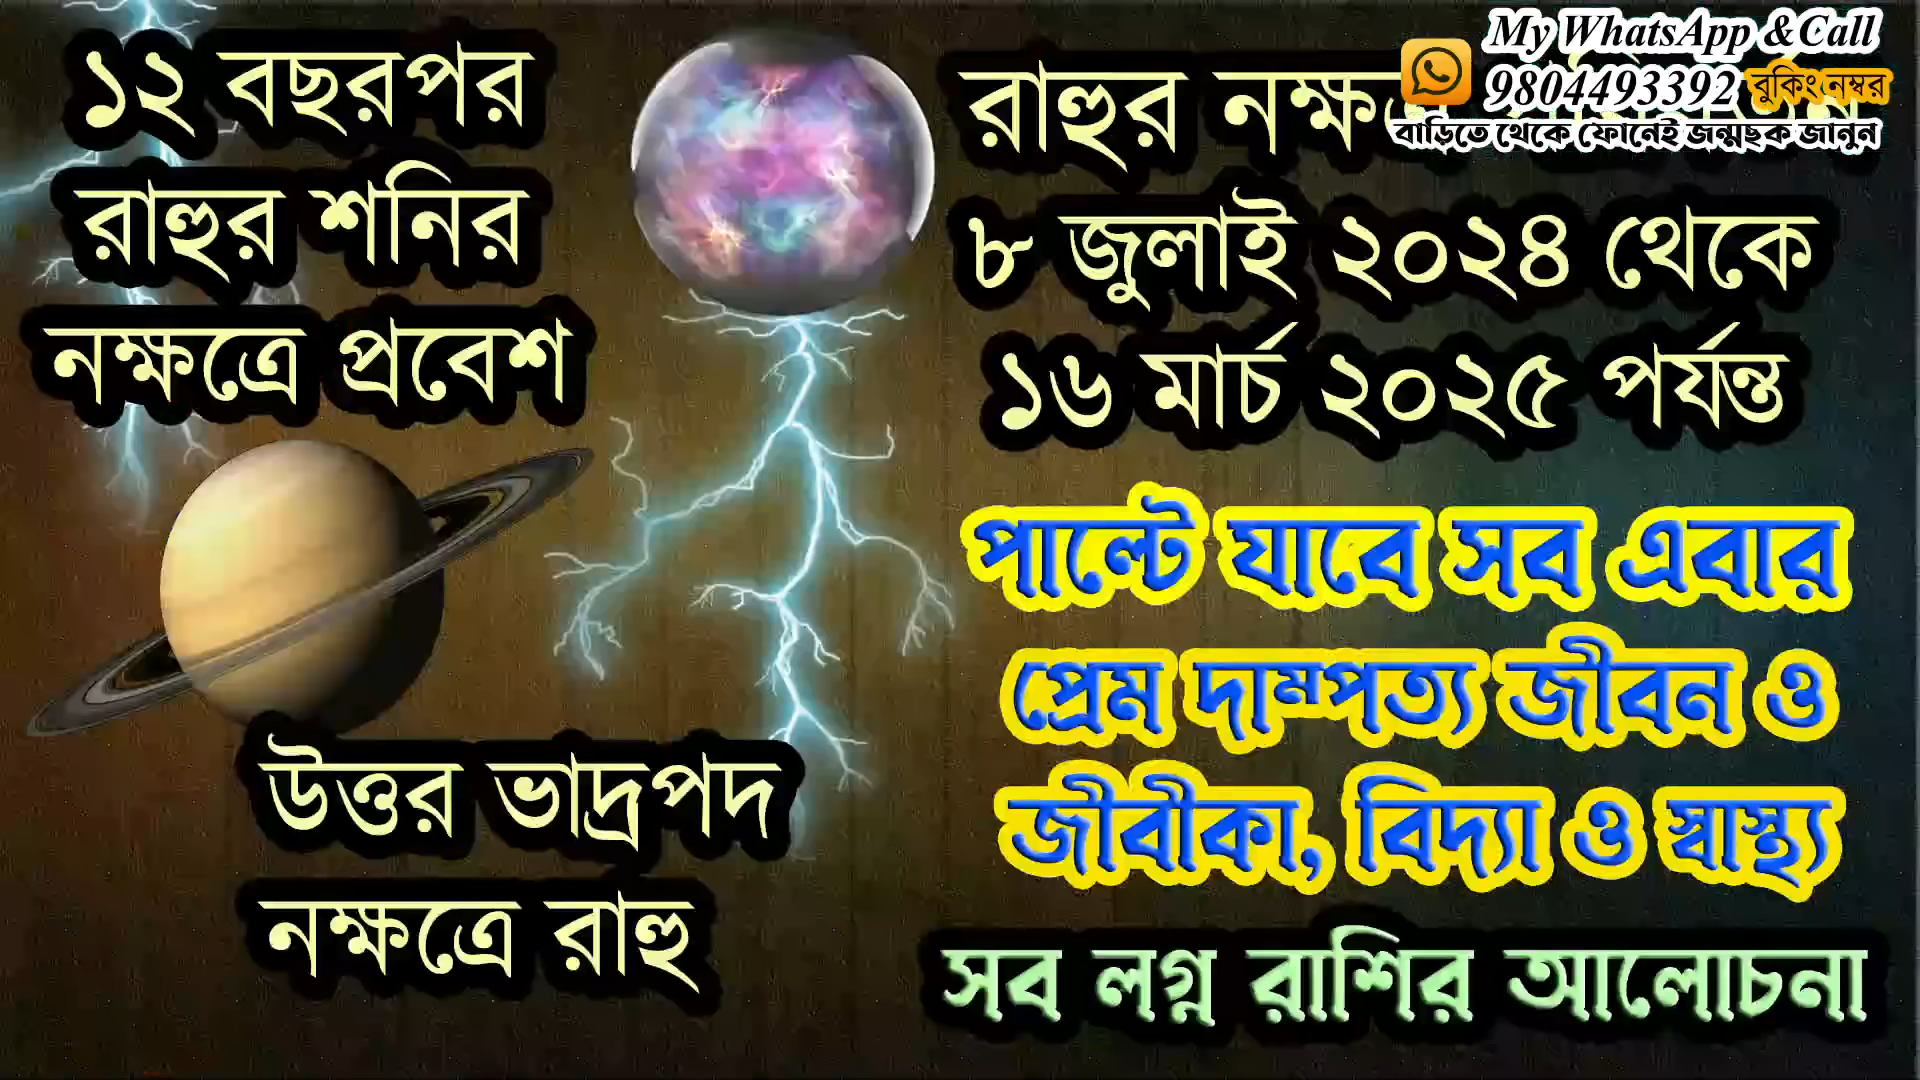 ১২ বছরপর
রাহুর শনির
নক্ষত্রে প্রবেশ
উত্তর ভাদ্রপদ
নক্ষত্রে রাহু
My WhatsApp & Call
9804493392 বুকিং নম্বর
বাড়িতে থেকে ফোনেই জন্মছক জানুন
রাহুর
৮ জুলাই ২০২৪ থেকে
১৬ মার্চ ২০২৫ পর্যন্ত
পাল্টে যাবে সব এবার
প্রেম দাম্পত্য জীবন ও
জীবীকা, বিদ্যা ও স্বাস্থ্য
সব লগ্ন রাশির আলোচনা